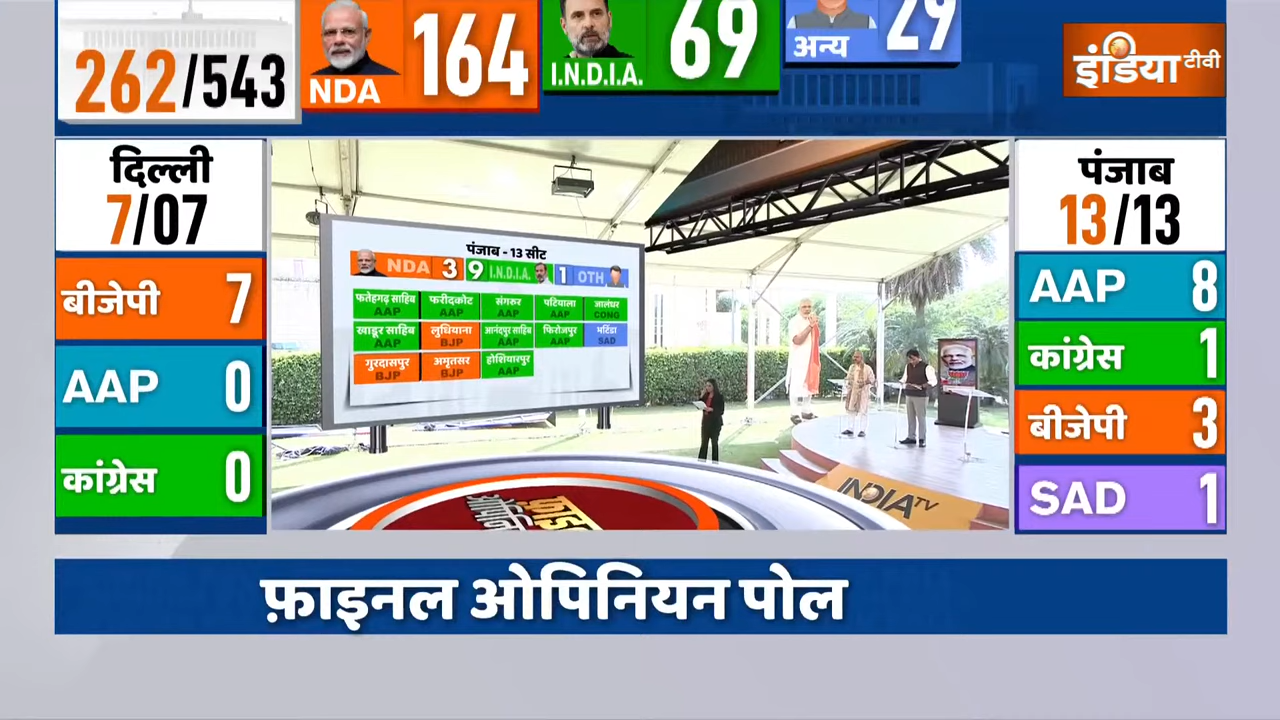 262/543
NDA 164
I.N.D.I.A. 69
अन्य 29
इंडिया टीवी
दिल्ली
7/07
बीजेपी 7
AAP 0
कांग्रेस 0
पंजाब - 13 सीट
NDA 3 9 I.N.D.I.A. 1 OTH
फतेहगढ़ साहिब फरीदकोट संगरूर पटियाला जालंधर
AAP AAP AAP AAP CONG
खाडूर साहिब लुधियाना आनंदपुर साहिब फिरोजपुर भटिंडा
AAP BJP AAP AAP SAD
गुरदासपुर अमृतसर होशियारपुर
BJP BJP AAP
INDIA TV
पंजाब
13/13
AAP 8
कांग्रेस 1
बीजेपी 3
SAD 1
फ़ाइनल ओपिनियन पोल